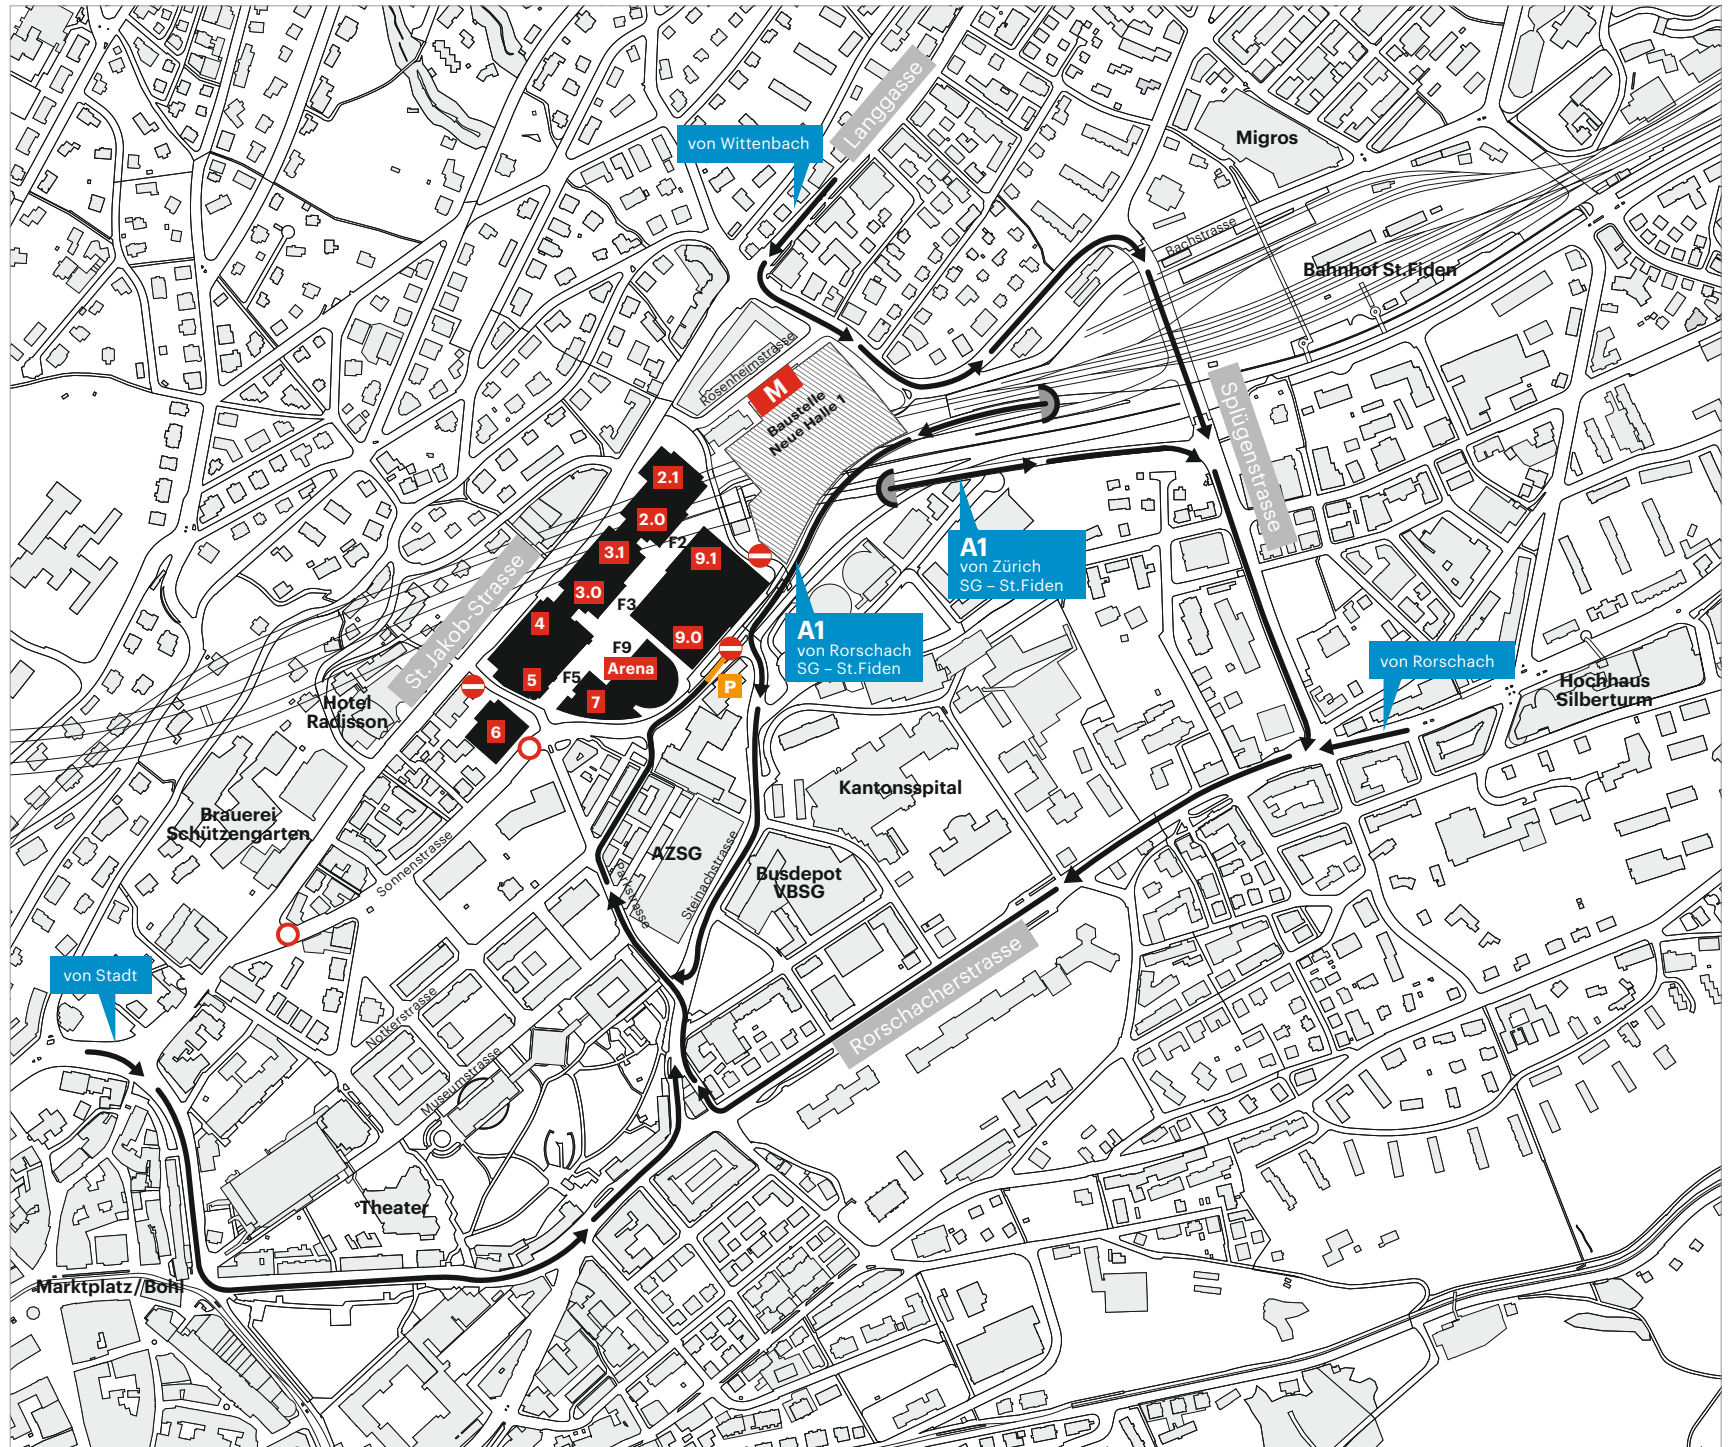 Langgasse
von Wittenbach
Migros
Bachstrasse
Bahnhof St.Fiden
Rosenheimstrasse
M
Baustelle
Neue Halle 1
Splügenstrasse
2.1
2.0
F2
3.1
9.1
3.0
F3
4
9.0
F9
Arena
5
F5
7
6
P
St.Jakob-Strasse
A1
von Zürich
SG – St.Fiden
A1
von Rorschach
SG – St.Fiden
von Rorschach
Hochhaus
Silberturm
Hotel
Radisson
Kantonsspital
Brauerei
Schützengarten
Sonnenstrasse
AZSG
Parkstrasse
Steinachstrasse
Busdepot
VBSG
Rorschacherstrasse
von Stadt
Notkerstrasse
Museumstrasse
Theater
Marktplatz/Bohl